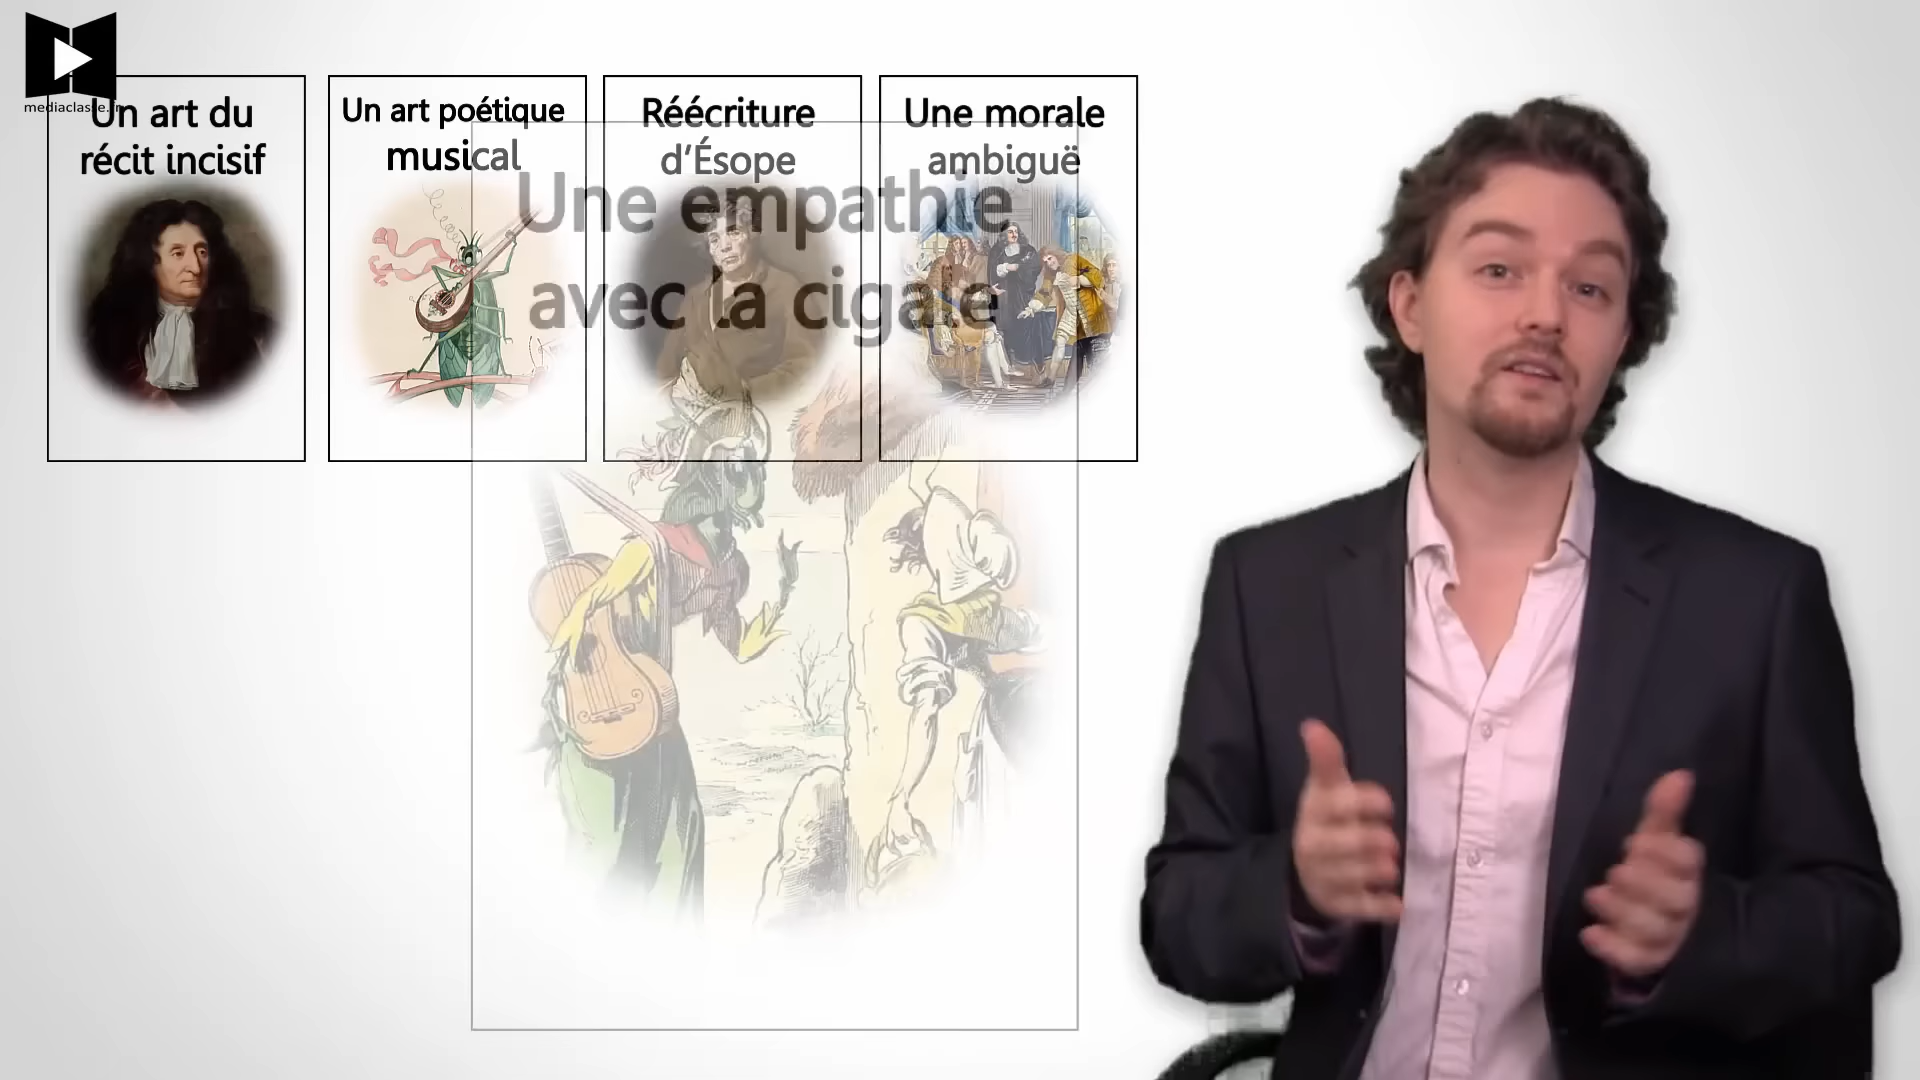 mediaclasse.fr
Un art du
récit incisif
Un art poétique
musical
Réécriture
d'Ésope
Une morale
ambiguë
Une empathie
avec la cigale